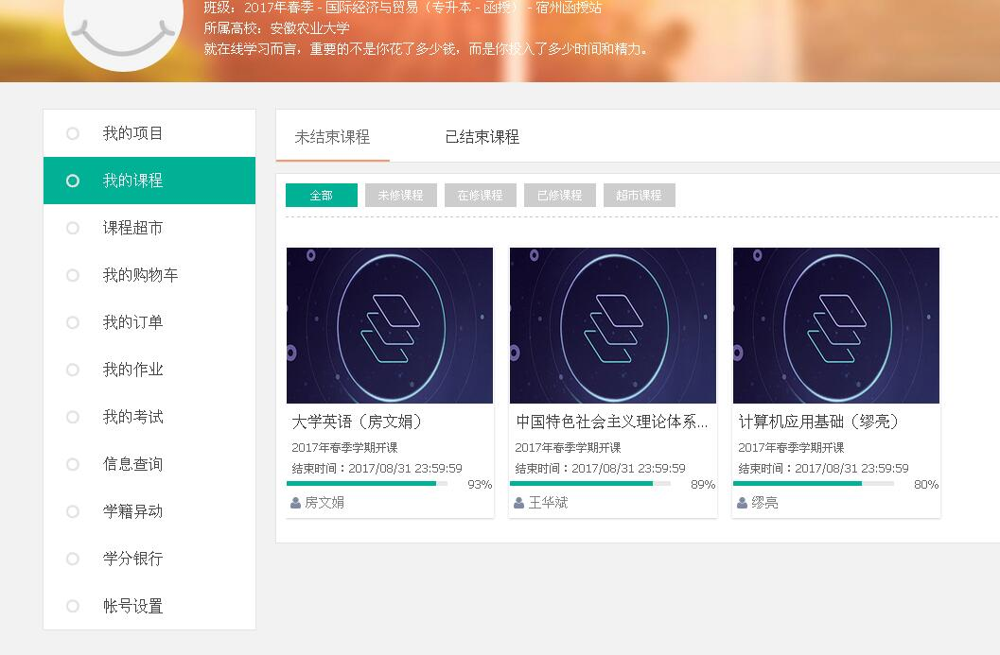 班级：2017年春季 - 国际经济与贸易（专升本 - 函授） - 宿州函授站
所属高校：安徽农业大学
就在线学习而言，重要的不是你花了多少钱，而是你投入了多少时间和精力。
我的项目
我的课程
课程超市
我的购物车
我的订单
我的作业
我的考试
信息查询
学籍异动
学分银行
帐号设置
未结束课程 已结束课程
全部 未修课程 在修课程 已修课程 超市课程
大学英语（房文娟）
2017年春季学期开课
结束时间：2017/08/31 23:59:59
93%
房文娟
中国特色社会主义理论体系...
2017年春季学期开课
结束时间：2017/08/31 23:59:59
89%
王华斌
计算机应用基础（缪亮）
2017年春季学期开课
结束时间：2017/08/31 23:59:59
80%
缪亮